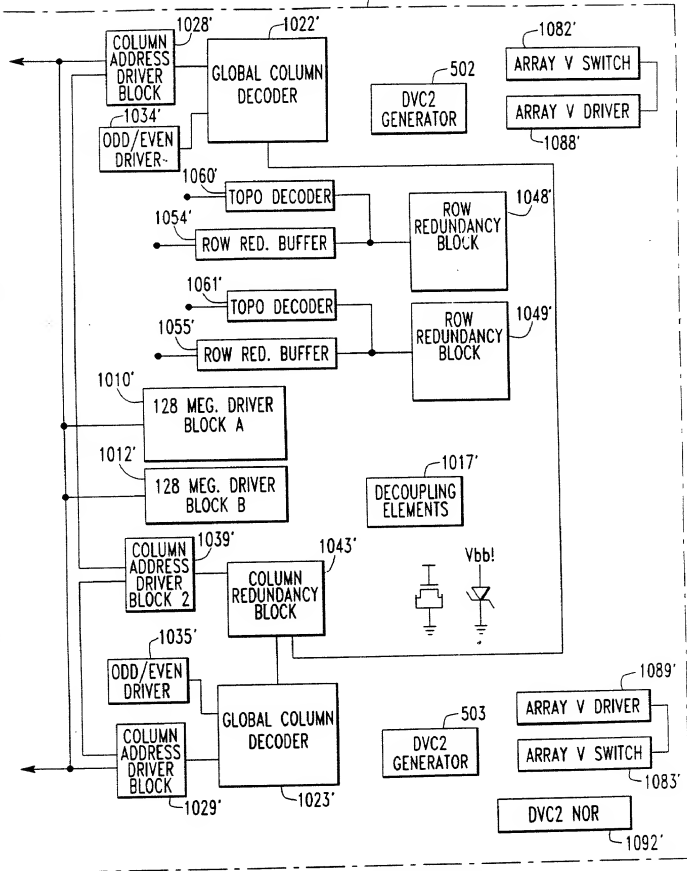 1028'
COLUMN
ADDRESS
DRIVER
BLOCK
1022'
GLOBAL COLUMN
DECODER
1034'
ODD/EVEN
DRIVER
502
DVC2
GENERATOR
1082'
ARRAY V SWITCH
ARRAY V DRIVER
1088'
1060'
TOPO DECODER
1054'
ROW RED. BUFFER
1048'
ROW
REDUNDANCY
BLOCK
1061'
TOPO DECODER
1055'
ROW RED. BUFFER
1049'
ROW
REDUNDANCY
BLOCK
1010'
128 MEG. DRIVER
BLOCK A
1012'
128 MEG. DRIVER
BLOCK B
1017'
DECOUPLING
ELEMENTS
1039'
COLUMN
ADDRESS
DRIVER
BLOCK 2
1043'
COLUMN
REDUNDANCY
BLOCK
Vbb!
1035'
ODD/EVEN
DRIVER
GLOBAL COLUMN
DECODER
1023'
COLUMN
ADDRESS
DRIVER
BLOCK
1029'
503
DVC2
GENERATOR
1089'
ARRAY V DRIVER
ARRAY V SWITCH
1083'
DVC2 NOR
1092'